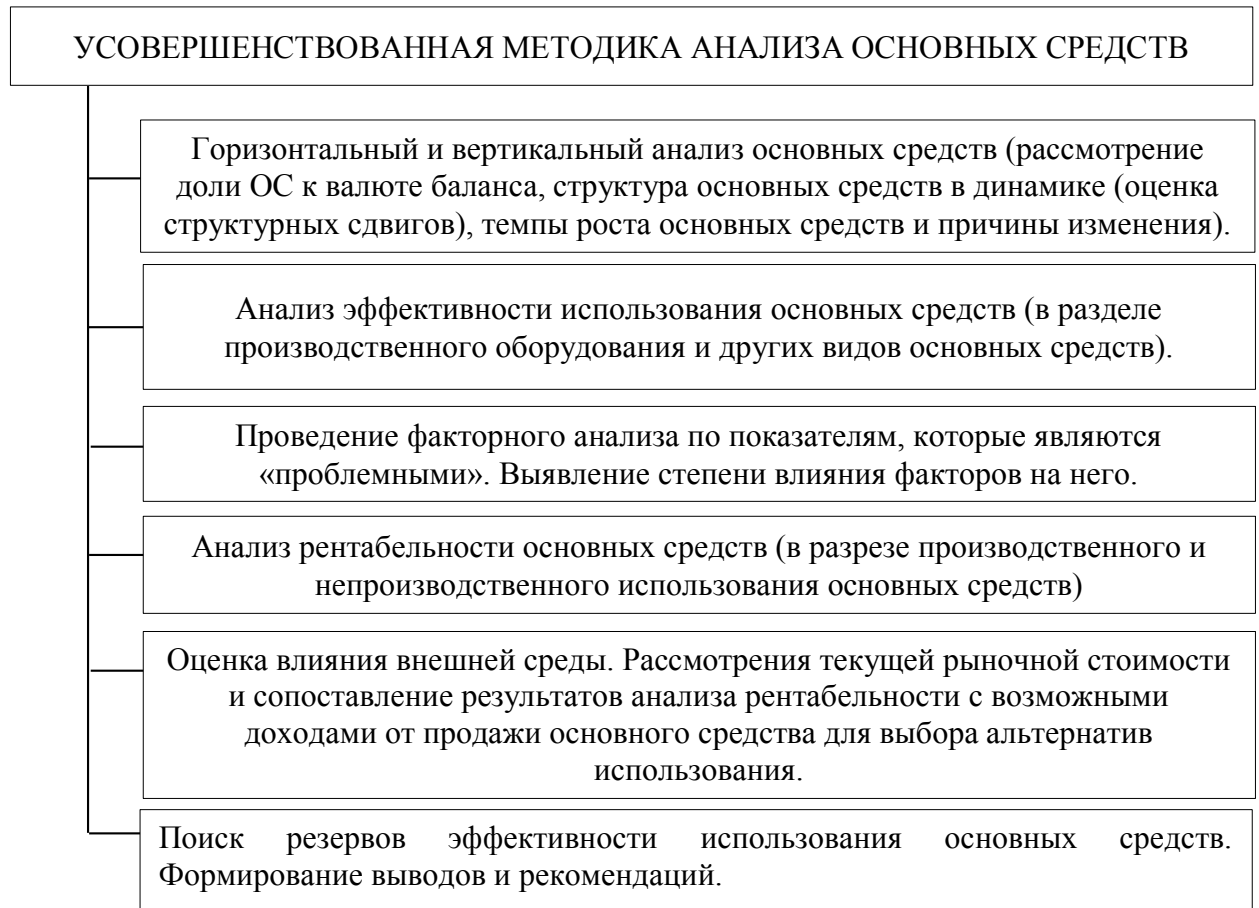 УСОВЕРШЕНСТВОВАННАЯ МЕТОДИКА АНАЛИЗА ОСНОВНЫХ СРЕДСТВ
Горизонтальный и вертикальный анализ основных средств (рассмотрение
доли ОС к валюте баланса, структура основных средств в динамике (оценка
структурных сдвигов), темпы роста основных средств и причины изменения).
Анализ эффективности использования основных средств (в разделе
производственного оборудования и других видов основных средств).
Проведение факторного анализа по показателям, которые являются
«проблемными». Выявление степени влияния факторов на него.
Анализ рентабельности основных средств (в разрезе производственного и
непроизводственного использования основных средств)
Оценка влияния внешней среды. Рассмотрения текущей рыночной стоимости
и сопоставление результатов анализа рентабельности с возможными
доходами от продажи основного средства для выбора альтернатив
использования.
Поиск резервов эффективности использования основных средств.
Формирование выводов и рекомендаций.